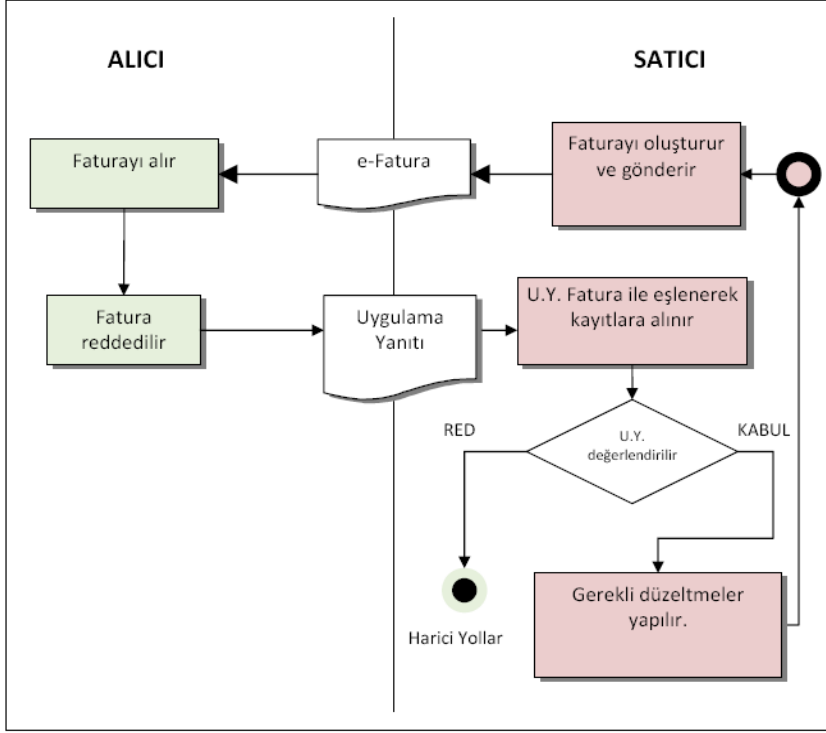 ALICI
SATICI
Faturayı alır
e-Fatura
Faturayı oluşturur
ve gönderir
Fatura
reddedilir
Uygulama
Yanıtı
U.Y. Fatura ile eşlenerek
kayıtlara alınır
RED
U.Y.
değerlendirilir
KABUL
Harici Yollar
Gerekli düzeltmeler
yapılır.